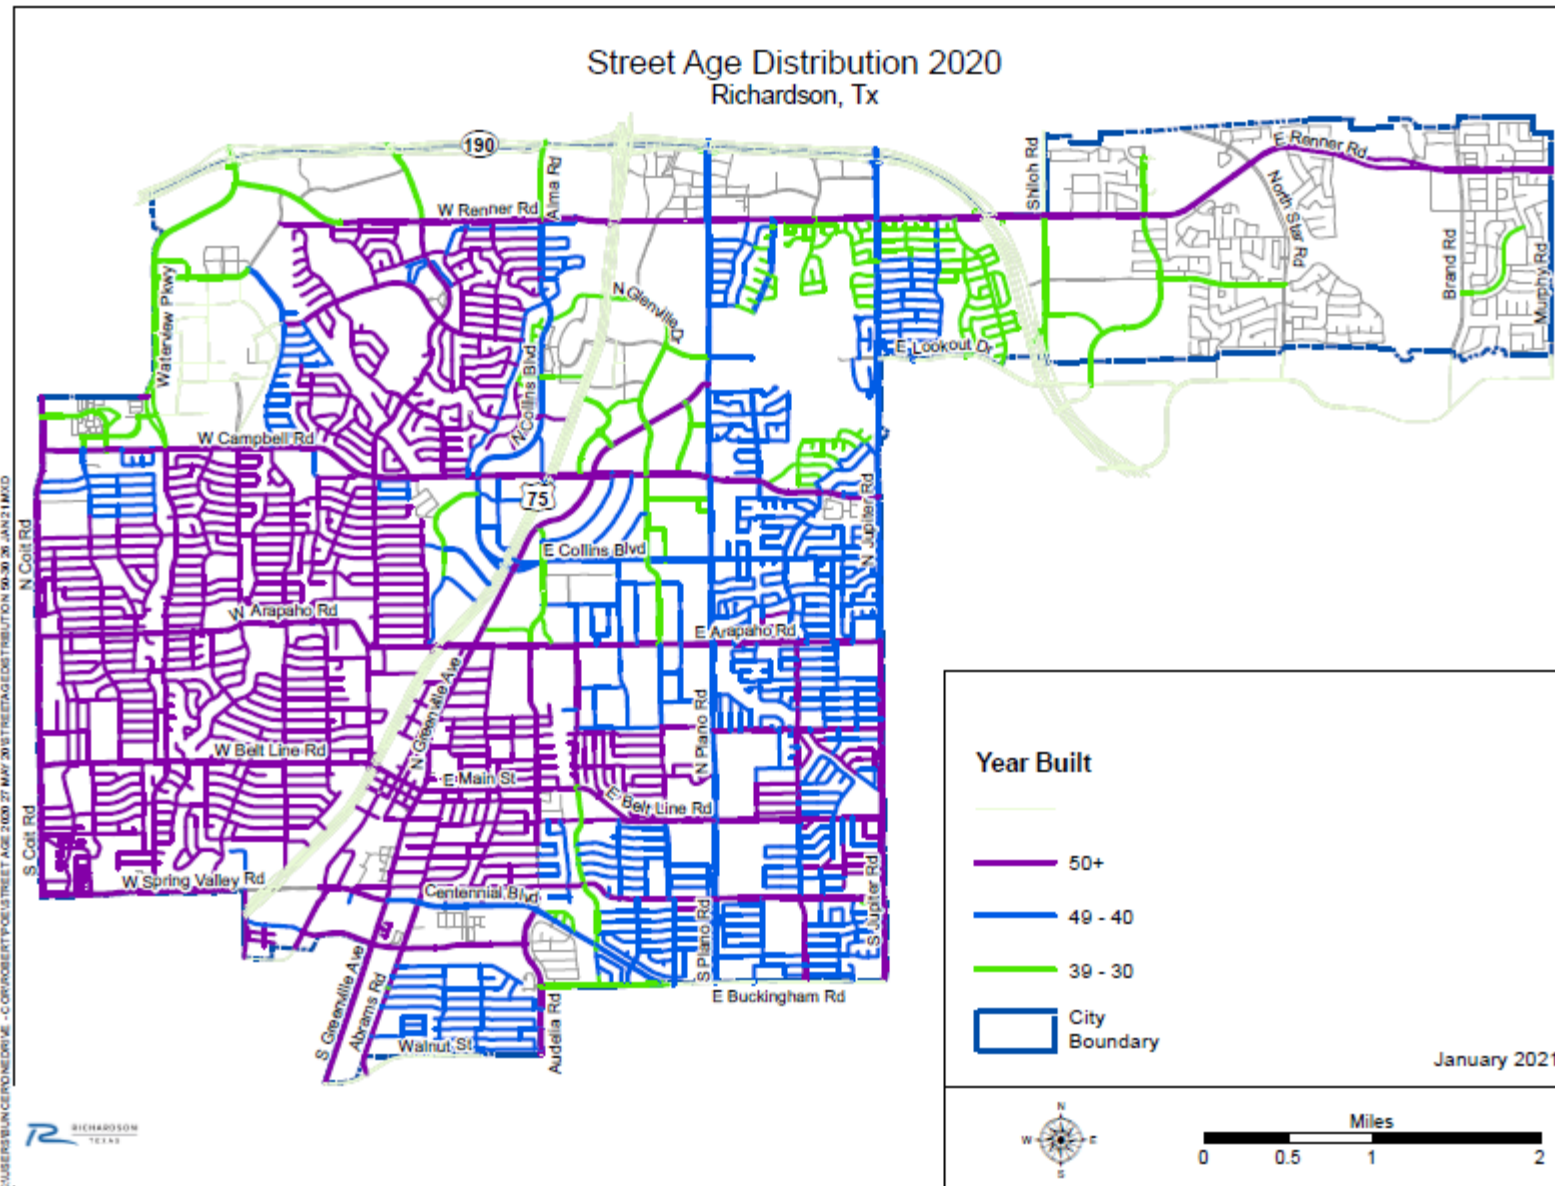 Street Age Distribution 2020
Richardson, Tx
190
Alma Rd
W Renner Rd
Shiloh Rd
E Renner Rd
North Star Rd
Brand Rd
Murphy Rd
Waterview Pkwy
N Glenville D
N Collins Blvd
E Lookout Dr
W Campbell Rd
75
N Coit Rd
E Collins Blvd
N Jupiter Rd
W Arapaho Rd
E Arapaho Rd
N Greenville Ave
N Plano Rd
W Belt Line Rd
E Main St
E Belt Line Rd
S Coit Rd
W Spring Valley Rd
Centennial Blvd
S Plano Rd
S Jupiter Rd
S Greenville Ave
Abrams Rd
Audelia Rd
E Buckingham Rd
Walnut St
Year Built
50+
49 - 40
39 - 30
City
Boundary
January 2021
N
W E
S
Miles
0 0.5 1 2
RICHARDSON
TEXAS